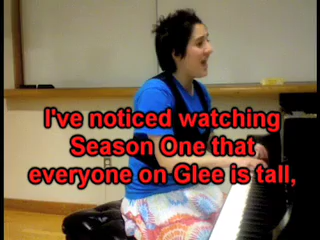 I've noticed watching
Season One that
everyone on Glee is tall,